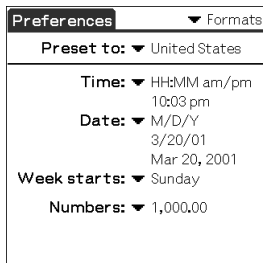 Preferences Formats
Preset to: United States
Time: HH:MM am/pm
10:03 pm
Date: M/D/Y
3/20/01
Mar 20, 2001
Week starts: Sunday
Numbers: 1,000.00